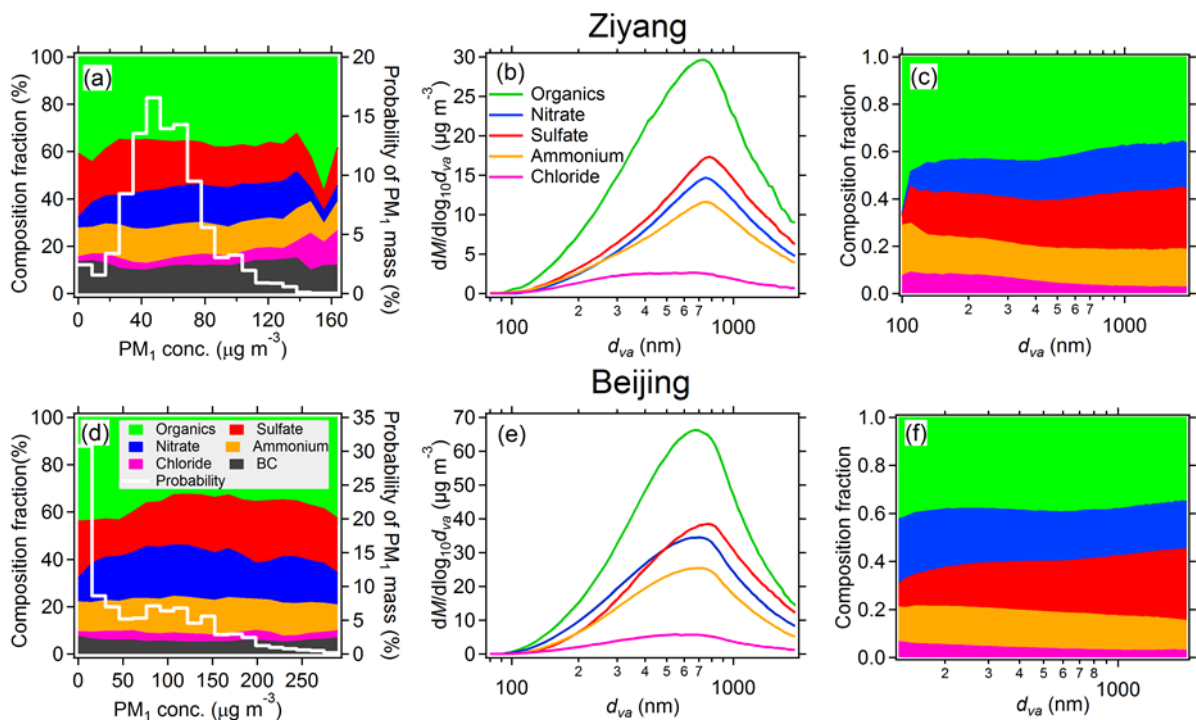 Ziyang
(a)
Composition fraction (%)
100
80
60
40
20
0
20
15
10
5
0
Probability of PM1 mass (%)
0 40 80 120 160
PM1 conc. (μg m-3)
(b)
dM/dlog10dva (μg m-3)
30
25
20
15
10
5
0
Organics
Nitrate
Sulfate
Ammonium
Chloride
100 2 3 4 5 6 7 1000
dva (nm)
(c)
Composition fraction
1.0
0.8
0.6
0.4
0.2
0.0
100 2 3 4 5 6 7 1000
dva (nm)
Beijing
(d)
Composition fraction(%)
100
80
60
40
20
0
Organics Sulfate
Nitrate Ammonium
Chloride BC
Probability
35
30
25
20
15
10
5
0
Probability of PM1 mass (%)
0 50 100 150 200 250
PM1 conc. (μg m-3)
(e)
dM/dlog10dva (μg m-3)
70
60
50
40
30
20
10
0
100 2 3 4 5 6 7 1000
dva (nm)
(f)
Composition fraction
1.0
0.8
0.6
0.4
0.2
0.0
2 3 4 5 6 7 8 1000
dva (nm)